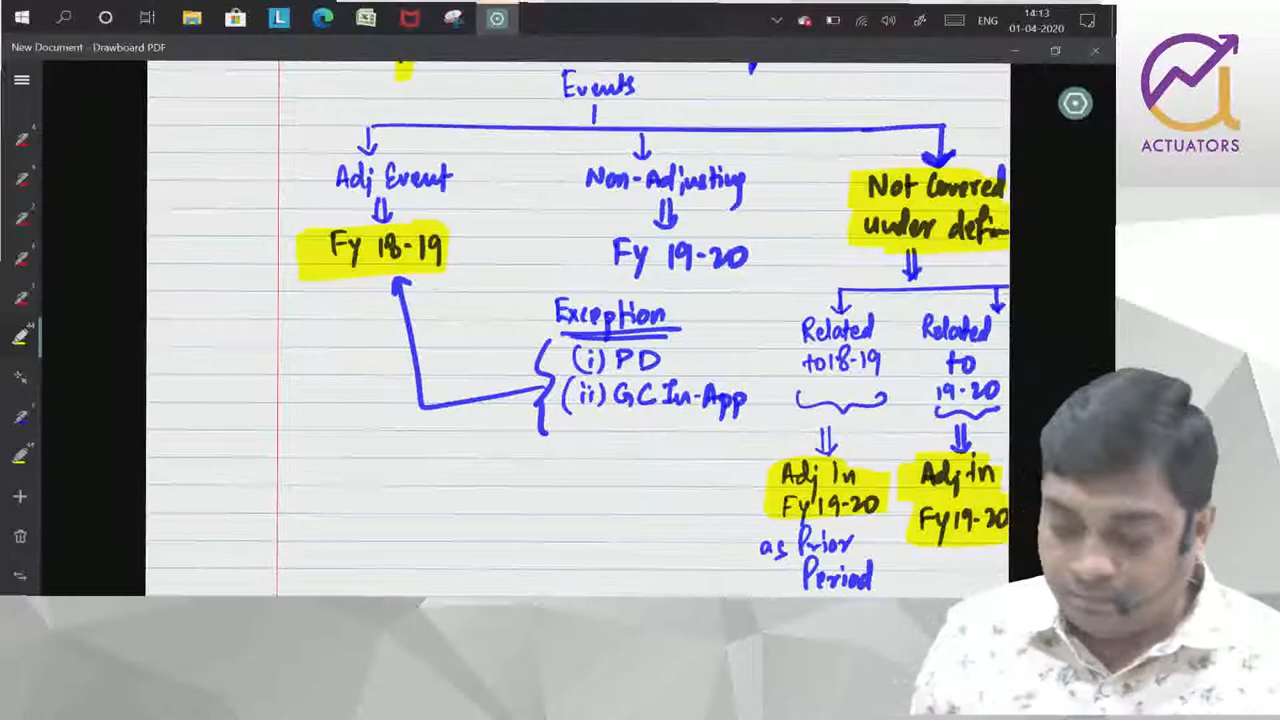 14:13
ENG
01-04-2020
New Document - Drawboard PDF
ACTUATORS
Events
Adj Event
Non-Adjusting
Not Covered
under defin
Fy 18-19
Fy 19-20
Exception
(i) PD
(ii) GC In-App
Related
to 18-19
Related
to
19-20
Adj In
Fy 19-20
as Prior
Period
Adj in
Fy 19-20